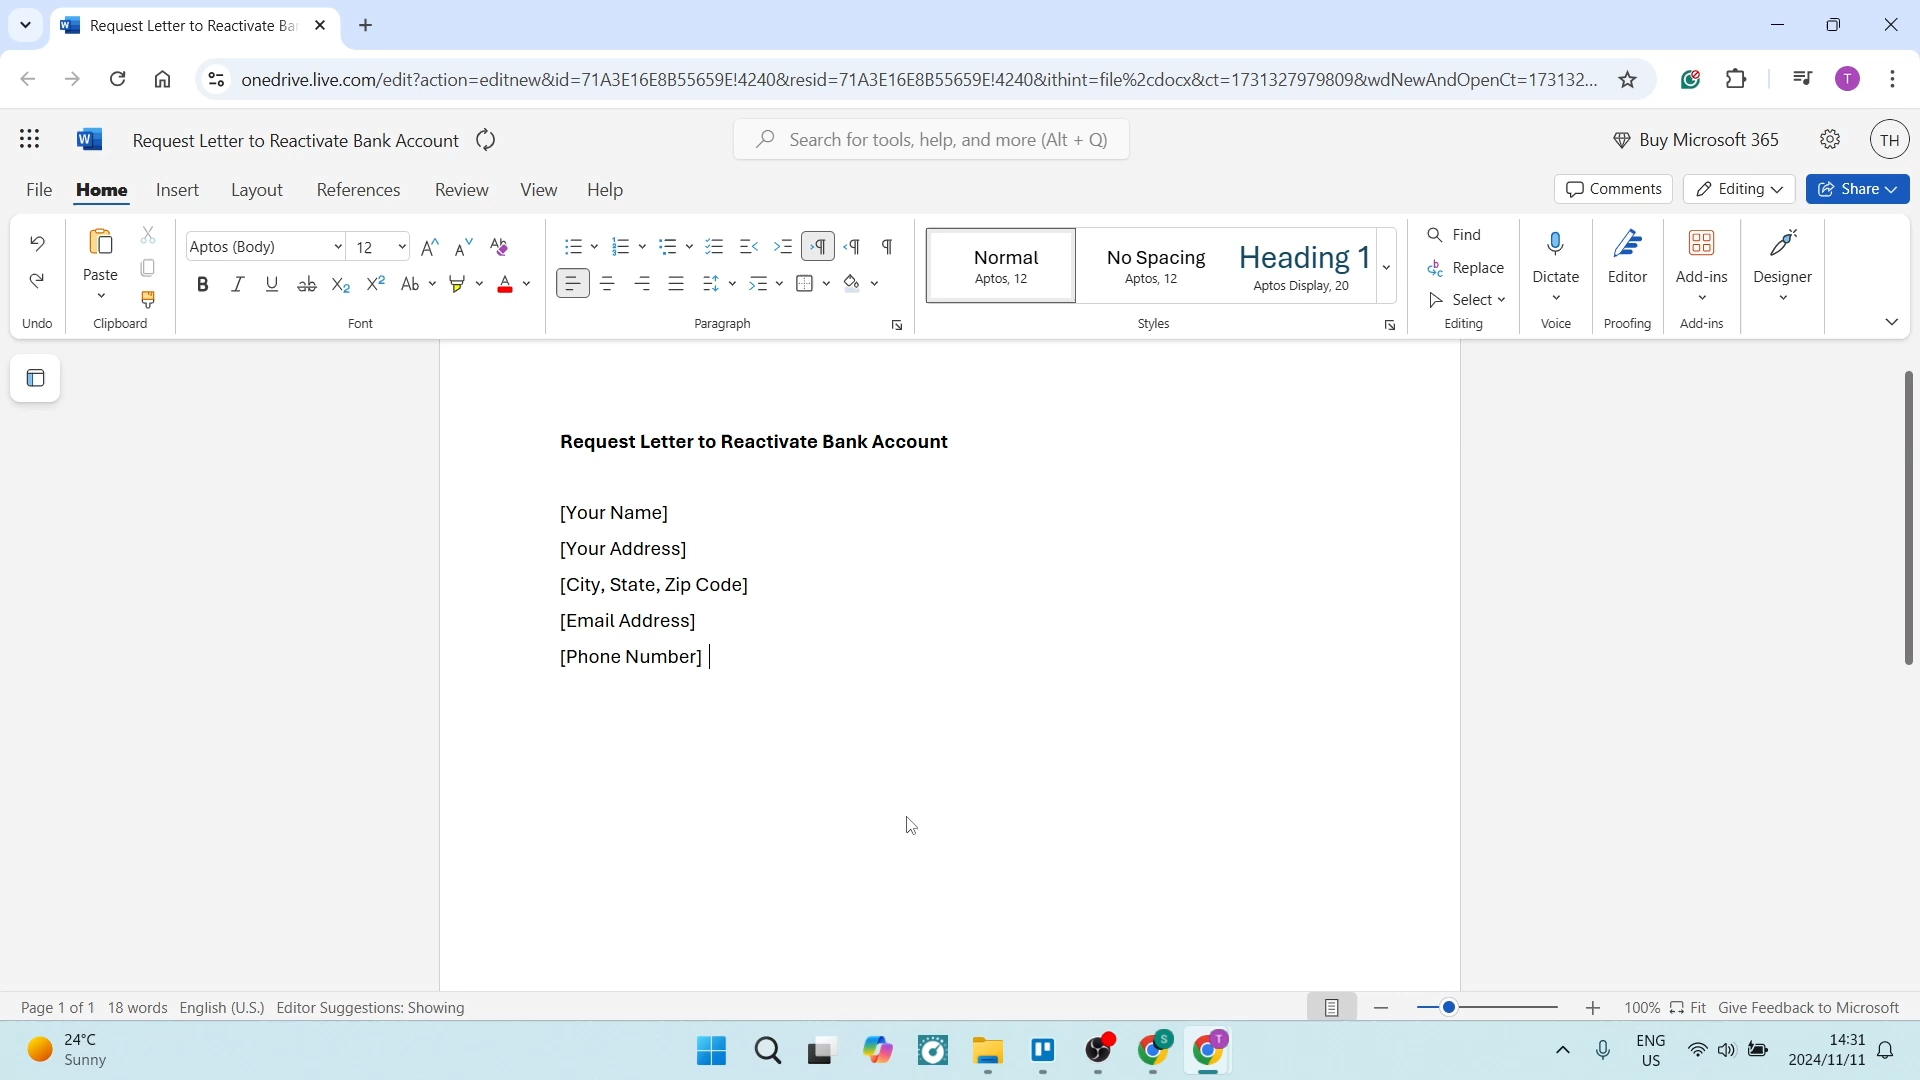 Request Letter to Reactivate Ba
onedrive.live.com/edit?action=editnew&id=71A3E16E8B55659E!4240&resid=71A3E16E8B55659E!4240&ithint=file%2cdocx&ct=1731327979809&wdNewAndOpenCt=173132...
T
W Request Letter to Reactivate Bank Account
Search for tools, help, and more (Alt + Q)
Buy Microsoft 365
TH
File Home Insert Layout References Review View Help
Comments Editing Share
Paste
Aptos (Body) 12
Normal
Aptos, 12
No Spacing
Aptos, 12
Heading 1
Aptos Display, 20
Find
Replace
Select
Dictate
Editor
Add-ins
Designer
Undo Clipboard Font Paragraph Styles Editing Voice Proofing Add-ins
Request Letter to Reactivate Bank Account
[Your Name]
[Your Address]
[City, State, Zip Code]
[Email Address]
[Phone Number]
Page 1 of 1 18 words English (U.S.) Editor Suggestions: Showing
100% Fit Give Feedback to Microsoft
24°C
Sunny
ENG
US
14:31
2024/11/11